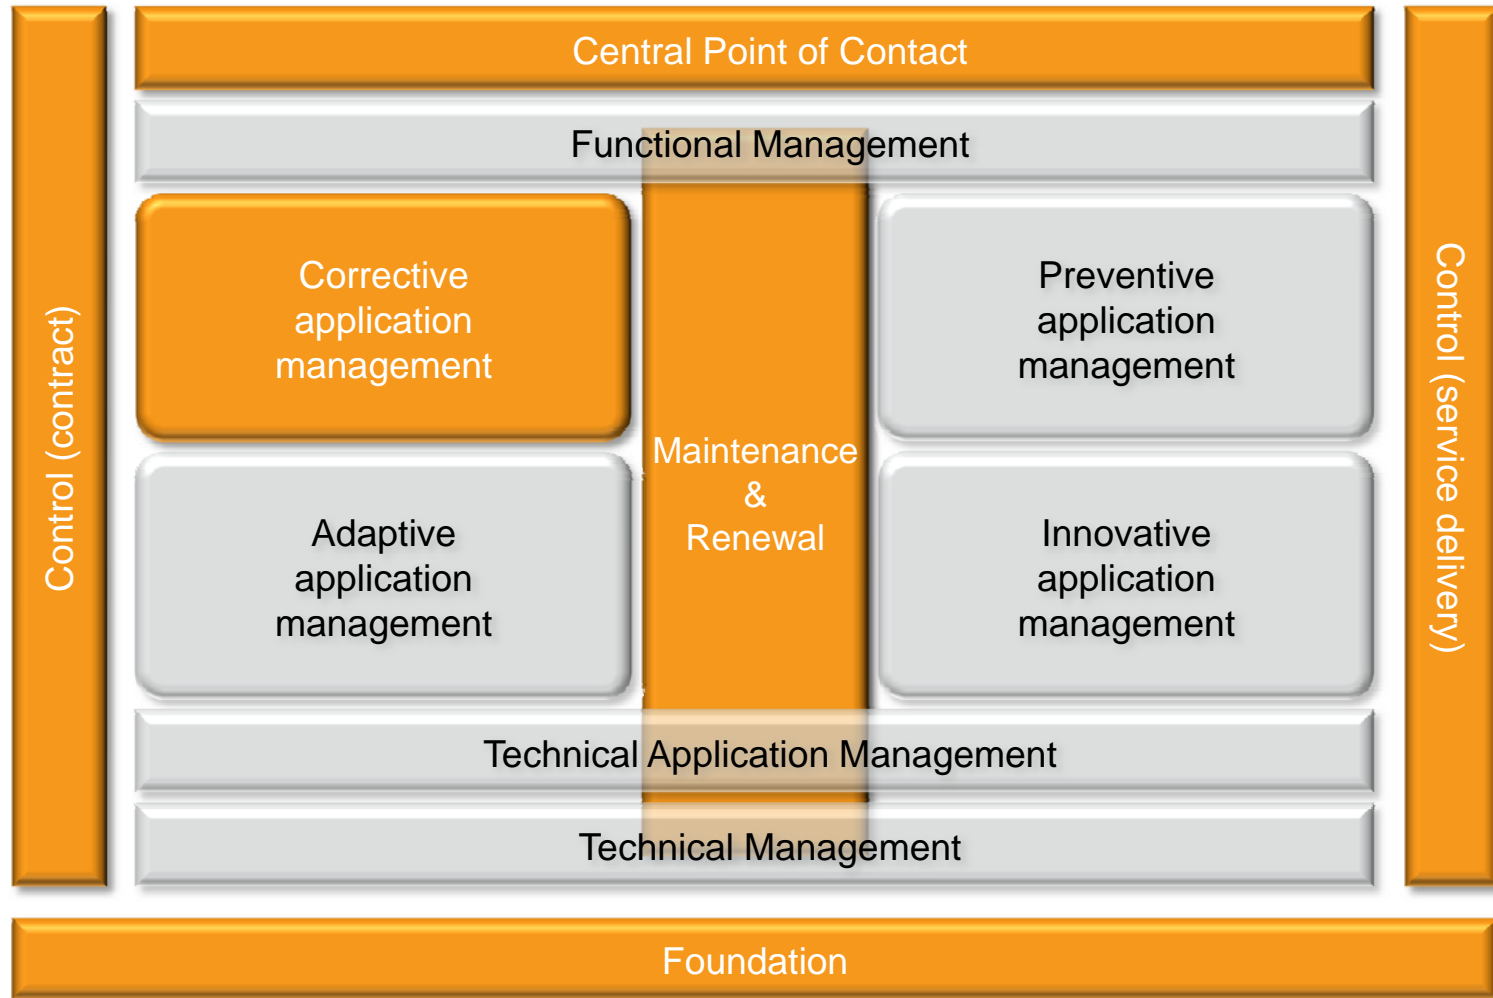 Central Point of Contact
Functional Management
Control (contract)
Corrective
application
management
Preventive
application
management
Control (service delivery)
Maintenance
&
Renewal
Adaptive
application
management
Innovative
application
management
Technical Application Management
Technical Management
Foundation